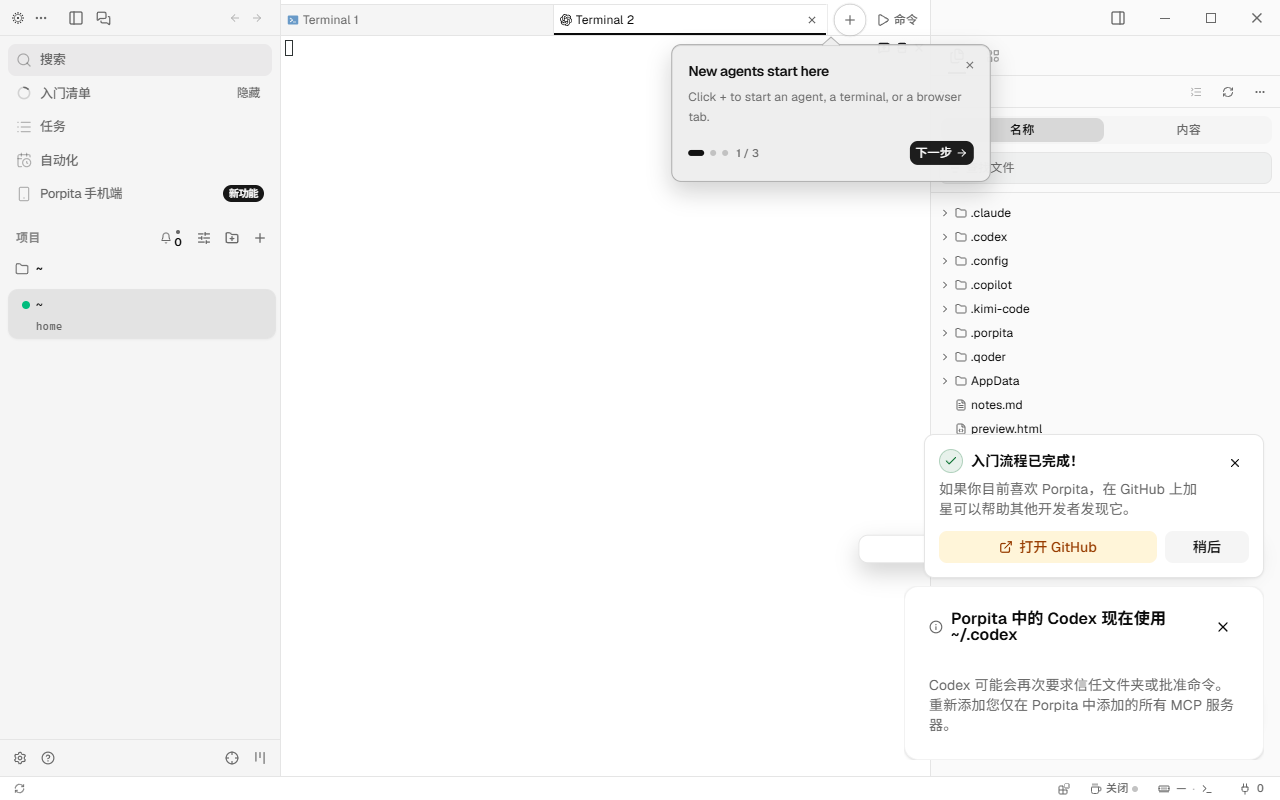 Terminal 1
Terminal 2
命令
搜索
入门清单
隐藏
任务
自动化
Porpita 手机端
新功能
项目
0
~
~
home
New agents start here
Click + to start an agent, a terminal, or a browser
tab.
1 / 3
下一步
名称
内容
文件
.claude
.codex
.config
.copilot
.kimi-code
.porpita
.qoder
AppData
notes.md
preview.html
入门流程已完成!
如果你目前喜欢 Porpita，在 GitHub 上加
星可以帮助其他开发者发现它。
打开 GitHub
稍后
Porpita 中的 Codex 现在使用
~/.codex
Codex 可能会再次要求信任文件夹或批准命令。
重新添加您仅在 Porpita 中添加的所有 MCP 服务
器。
关闭
— ·
0